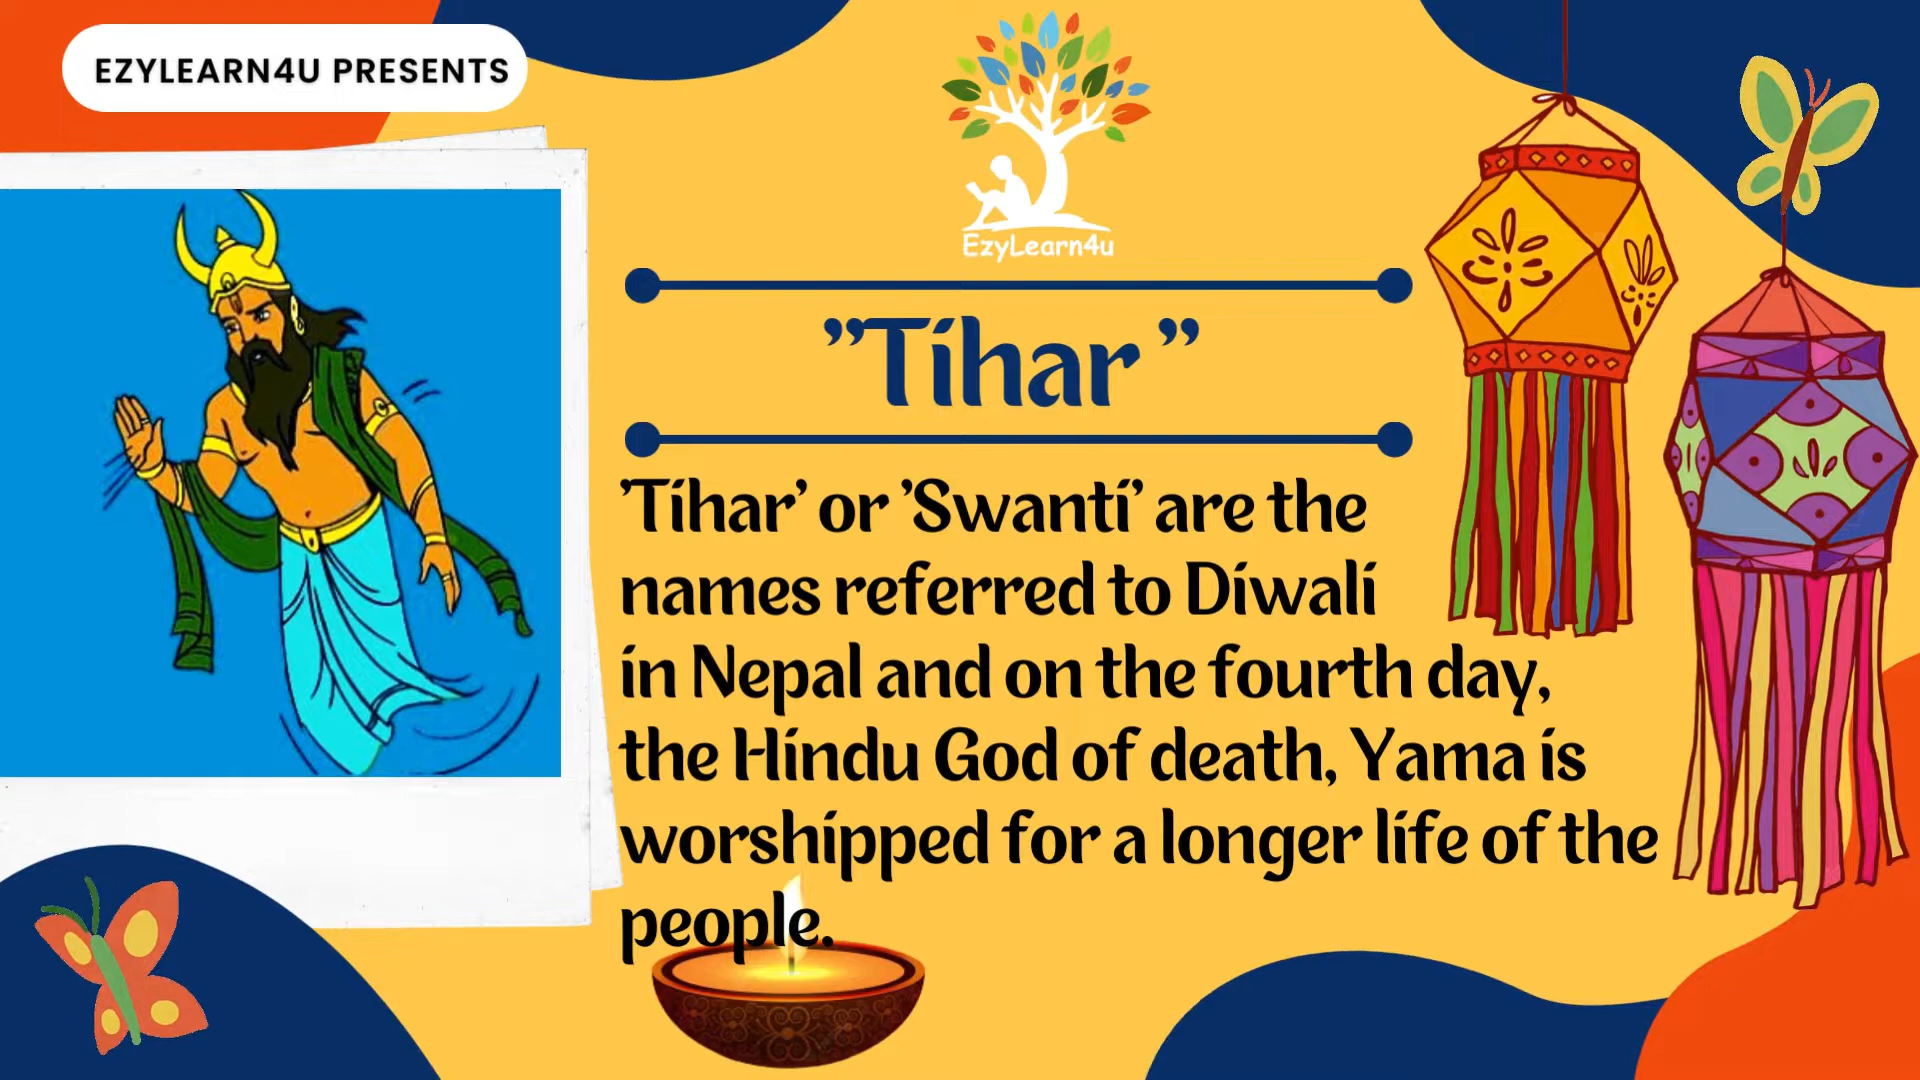 EZYLEARN4U PRESENTS
EzyLearn4u
”Tihar ”
’Tihar’ or ’Swanti’ are the
names referred to Diwali
in Nepal and on the fourth day,
the Hindu God of death, Yama is
worshipped for a longer life of the
people.